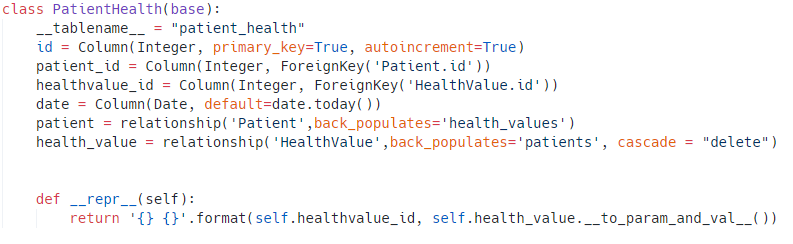 class PatientHealth(base):
    __tablename__ = "patient_health"
    id = Column(Integer, primary_key=True, autoincrement=True)
    patient_id = Column(Integer, ForeignKey('Patient.id'))
    healthvalue_id = Column(Integer, ForeignKey('HealthValue.id'))
    date = Column(Date, default=date.today())
    patient = relationship('Patient',back_populates='health_values')
    health_value = relationship('HealthValue',back_populates='patients', cascade = "delete")
    def __repr__(self):
        return '{} {}'.format(self.healthvalue_id, self.health_value.__to_param_and_val__())